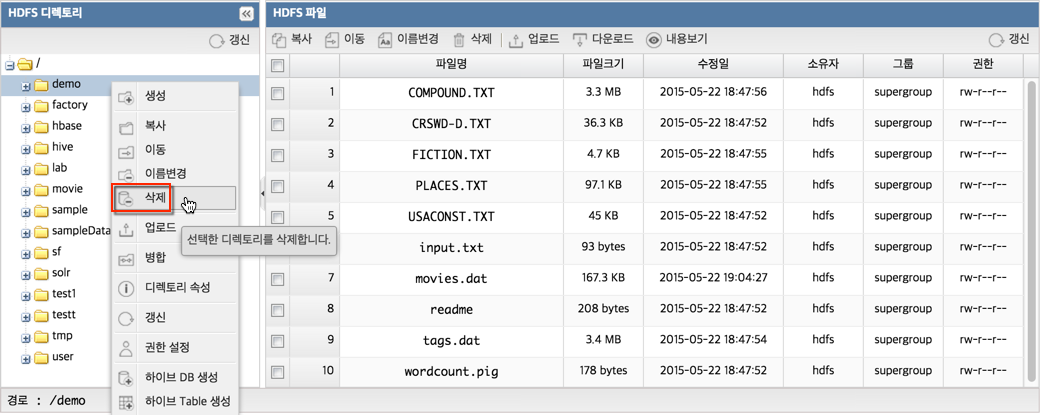 HDFS 디렉토리
갱신
/
demo
factory
hbase
hive
lab
movie
sample
sampleData
sf
solr
test1
testt
tmp
user
생성
복사
이동
이름변경
삭제
업로드
병합
디렉토리 속성
갱신
권한 설정
하이브 DB 생성
하이브 Table 생성
선택한 디렉토리를 삭제합니다.
HDFS 파일
복사 이동 이름변경 삭제 업로드 다운로드 내용보기 갱신
파일명 파일크기 수정일 소유자 그룹 권한
1 COMPOUND.TXT 3.3 MB 2015-05-22 18:47:56 hdfs supergroup rw-r--r--
2 CRSWD-D.TXT 36.3 KB 2015-05-22 18:47:52 hdfs supergroup rw-r--r--
3 FICTION.TXT 4.7 KB 2015-05-22 18:47:55 hdfs supergroup rw-r--r--
4 PLACES.TXT 97.1 KB 2015-05-22 18:47:55 hdfs supergroup rw-r--r--
5 USACONST.TXT 45 KB 2015-05-22 18:47:52 hdfs supergroup rw-r--r--
input.txt 93 bytes 2015-05-22 18:47:52 hdfs supergroup rw-r--r--
7 movies.dat 167.3 KB 2015-05-22 19:04:27 hdfs supergroup rw-r--r--
8 readme 208 bytes 2015-05-22 18:47:52 hdfs supergroup rw-r--r--
9 tags.dat 3.4 MB 2015-05-22 18:47:54 hdfs supergroup rw-r--r--
10 wordcount.pig 178 bytes 2015-05-22 18:47:52 hdfs supergroup rw-r--r--
경로 : /demo